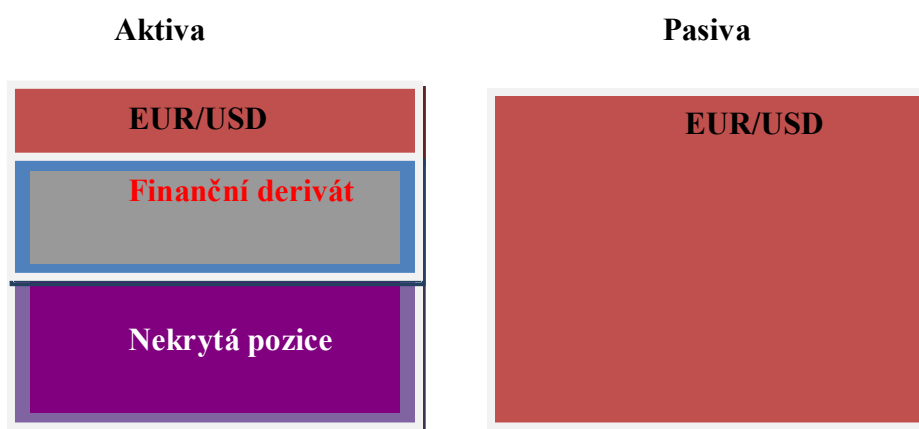 Aktiva
Pasiva
EUR/USD
EUR/USD
Finanční derivát
Nekrytá pozice